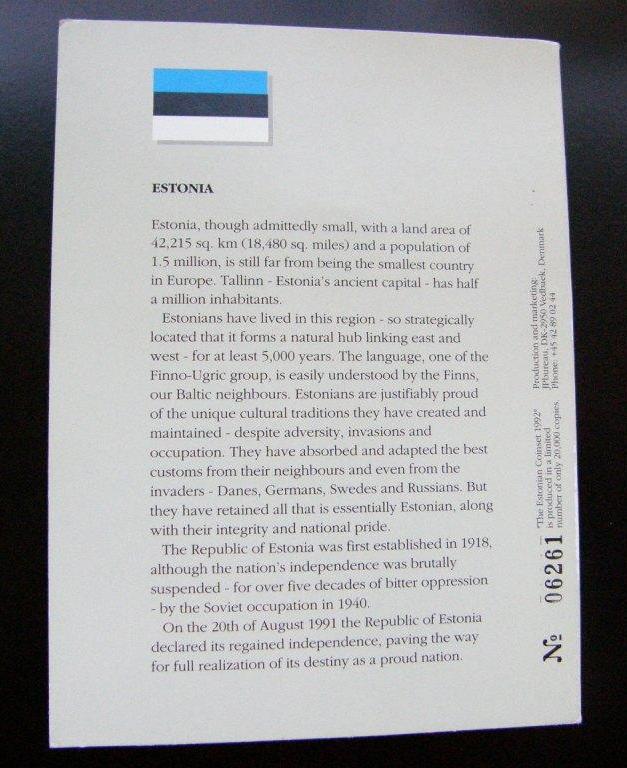 ESTONIA
Estonia, though admittedly small, with a land area of
42,215 sq. km (18,480 sq. miles) and a population of
1.5 million, is still far from being the smallest country
in Europe. Tallinn - Estonia's ancient capital - has half
a million inhabitants.
Estonians have lived in this region - so strategically
located that it forms a natural hub linking east and
west - for at least 5,000 years. The language, one of the
Finno-Ugric group, is easily understood by the Finns,
our Baltic neighbours. Estonians are justifiably proud
of the unique cultural traditions they have created and
maintained - despite adversity, invasions and
occupation. They have absorbed and adapted the best
customs from their neighbours and even from the
invaders - Danes, Germans, Swedes and Russians. But
they have retained all that is essentially Estonian, along
with their integrity and national pride.
The Republic of Estonia was first established in 1918,
although the nation's independence was brutally
suspended - for over five decades of bitter oppression
- by the Soviet occupation in 1940.
On the 20th of August 1991 the Republic of Estonia
declared its regained independence, paving the way
for full realization of its destiny as a proud nation.
№ 06261
"The Estonian Coinset 1992"
is produced in a limited
number of only 20,000 copies.
Production and marketing:
JPbureau, DK-2950 Vedbaek, Denmark
Phone: +45 42 89 02 44